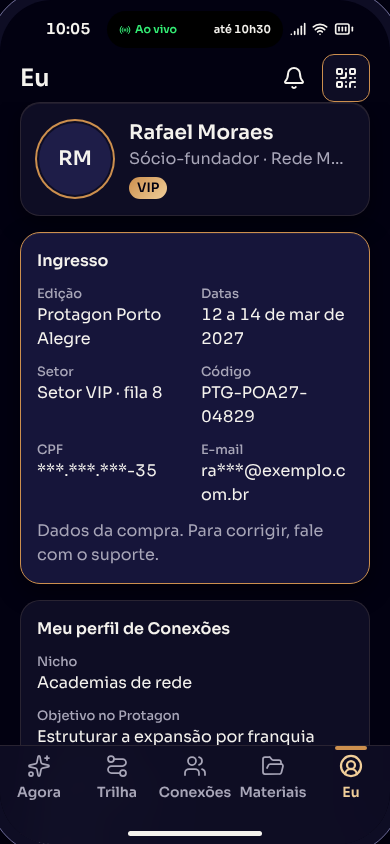 10:05
Ao vivo
até 10h30
Eu
RM
Rafael Moraes
Sócio-fundador · Rede M...
VIP
Ingresso
Edição
Protagon Porto
Alegre
Datas
12 a 14 de mar de
2027
Setor
Setor VIP · fila 8
Código
PTG-POA27-
04829
CPF
***.***.***-35
E-mail
ra***@exemplo.c
om.br
Dados da compra. Para corrigir, fale
com o suporte.
Meu perfil de Conexões
Nicho
Academias de rede
Objetivo no Protagon
Estruturar a expansão por franquia
Agora
Trilha
Conexões
Materiais
Eu